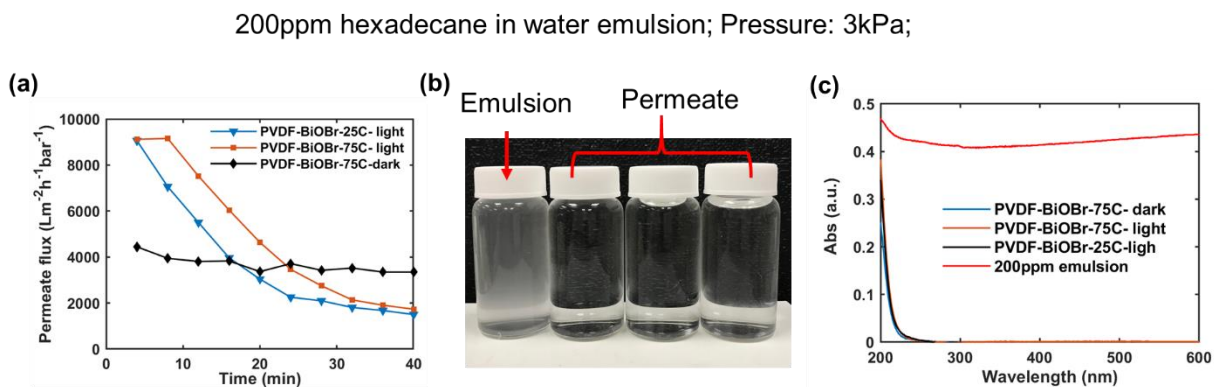 200ppm hexadecane in water emulsion; Pressure: 3kPa;
(a)
10000
8000
6000
4000
2000
0
0
10
20
30
40
Permeate flux (Lm⁻²h⁻¹bar⁻¹)
Time (min)
PVDF-BiOBr-25C- light
PVDF-BiOBr-75C- light
PVDF-BiOBr-75C-dark
(b)
Emulsion
Permeate
(c)
0.5
0.4
0.3
0.2
0.1
0
200
300
400
500
600
Abs (a.u.)
Wavelength (nm)
PVDF-BiOBr-75C- dark
PVDF-BiOBr-75C- light
PVDF-BiOBr-25C-ligh
200ppm emulsion